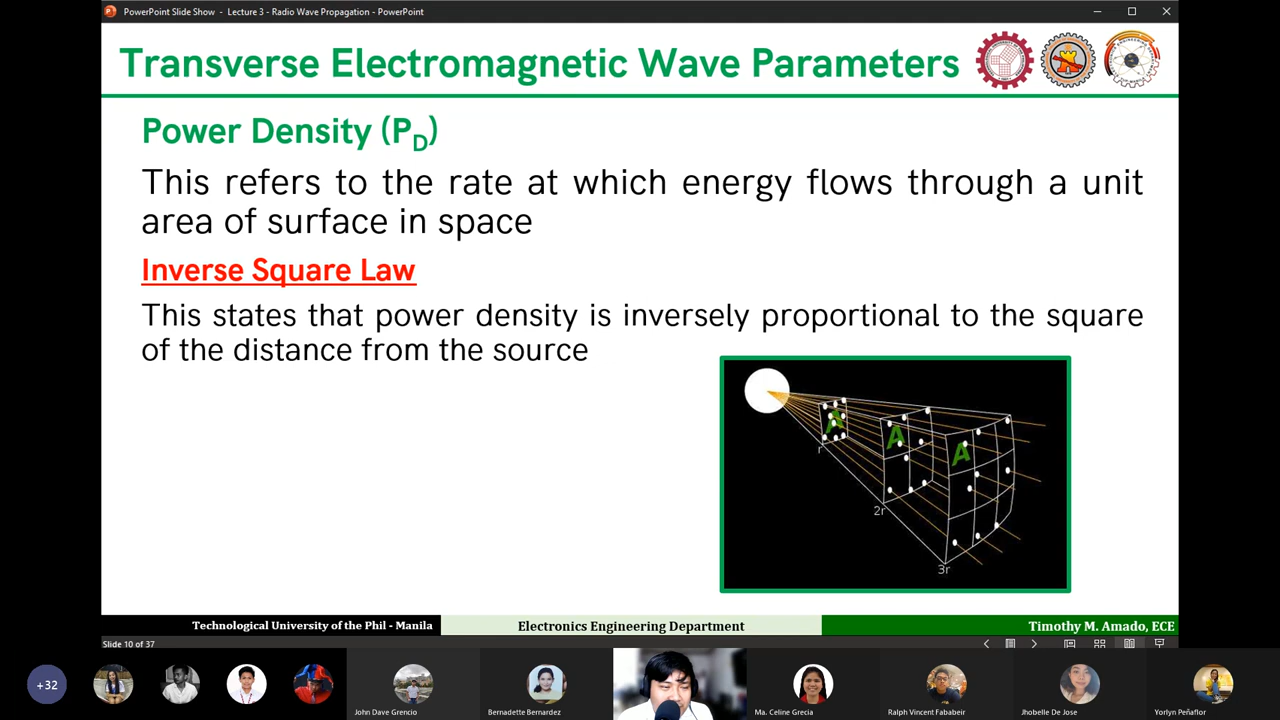 PowerPoint Slide Show - Lecture 3 - Radio Wave Propagation - PowerPoint
Transverse Electromagnetic Wave Parameters
Power Density (PD)
This refers to the rate at which energy flows through a unit
area of surface in space
Inverse Square Law
This states that power density is inversely proportional to the square
of the distance from the source
A
A
A
r
2r
3r
Technological University of the Phil - Manila
Electronics Engineering Department
Timothy M. Amado, ECE
Slide 10 of 37
+32
John Dave Grencio
Bernadette Bernardez
Ma. Celine Grecia
Ralph Vincent Fababeir
Jhobelle De Jose
Yorlyn Peñaflor